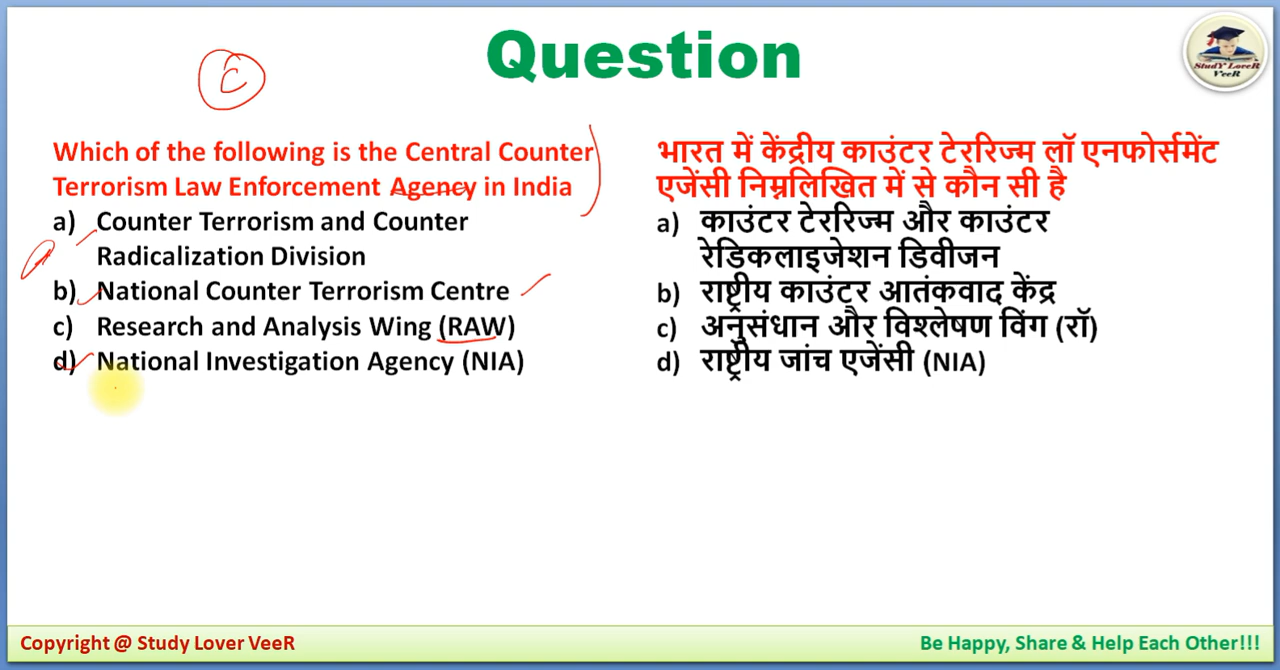 Question
StudY LoveR
VeeR
C
Which of the following is the Central Counter
Terrorism Law Enforcement Agency in India
a) Counter Terrorism and Counter
Radicalization Division
b) National Counter Terrorism Centre
c) Research and Analysis Wing (RAW)
d) National Investigation Agency (NIA)
भारत में केंद्रीय काउंटर टेररिज्म लॉ एनफोर्समेंट
एजेंसी निम्नलिखित में से कौन सी है
a) काउंटर टेररिज्म और काउंटर
रेडिकलाइजेशन डिवीजन
b) राष्ट्रीय काउंटर आतंकवाद केंद्र
c) अनुसंधान और विश्लेषण विंग (रॉ)
d) राष्ट्रीय जांच एजेंसी (NIA)
Copyright @ Study Lover VeeR
Be Happy, Share & Help Each Other!!!